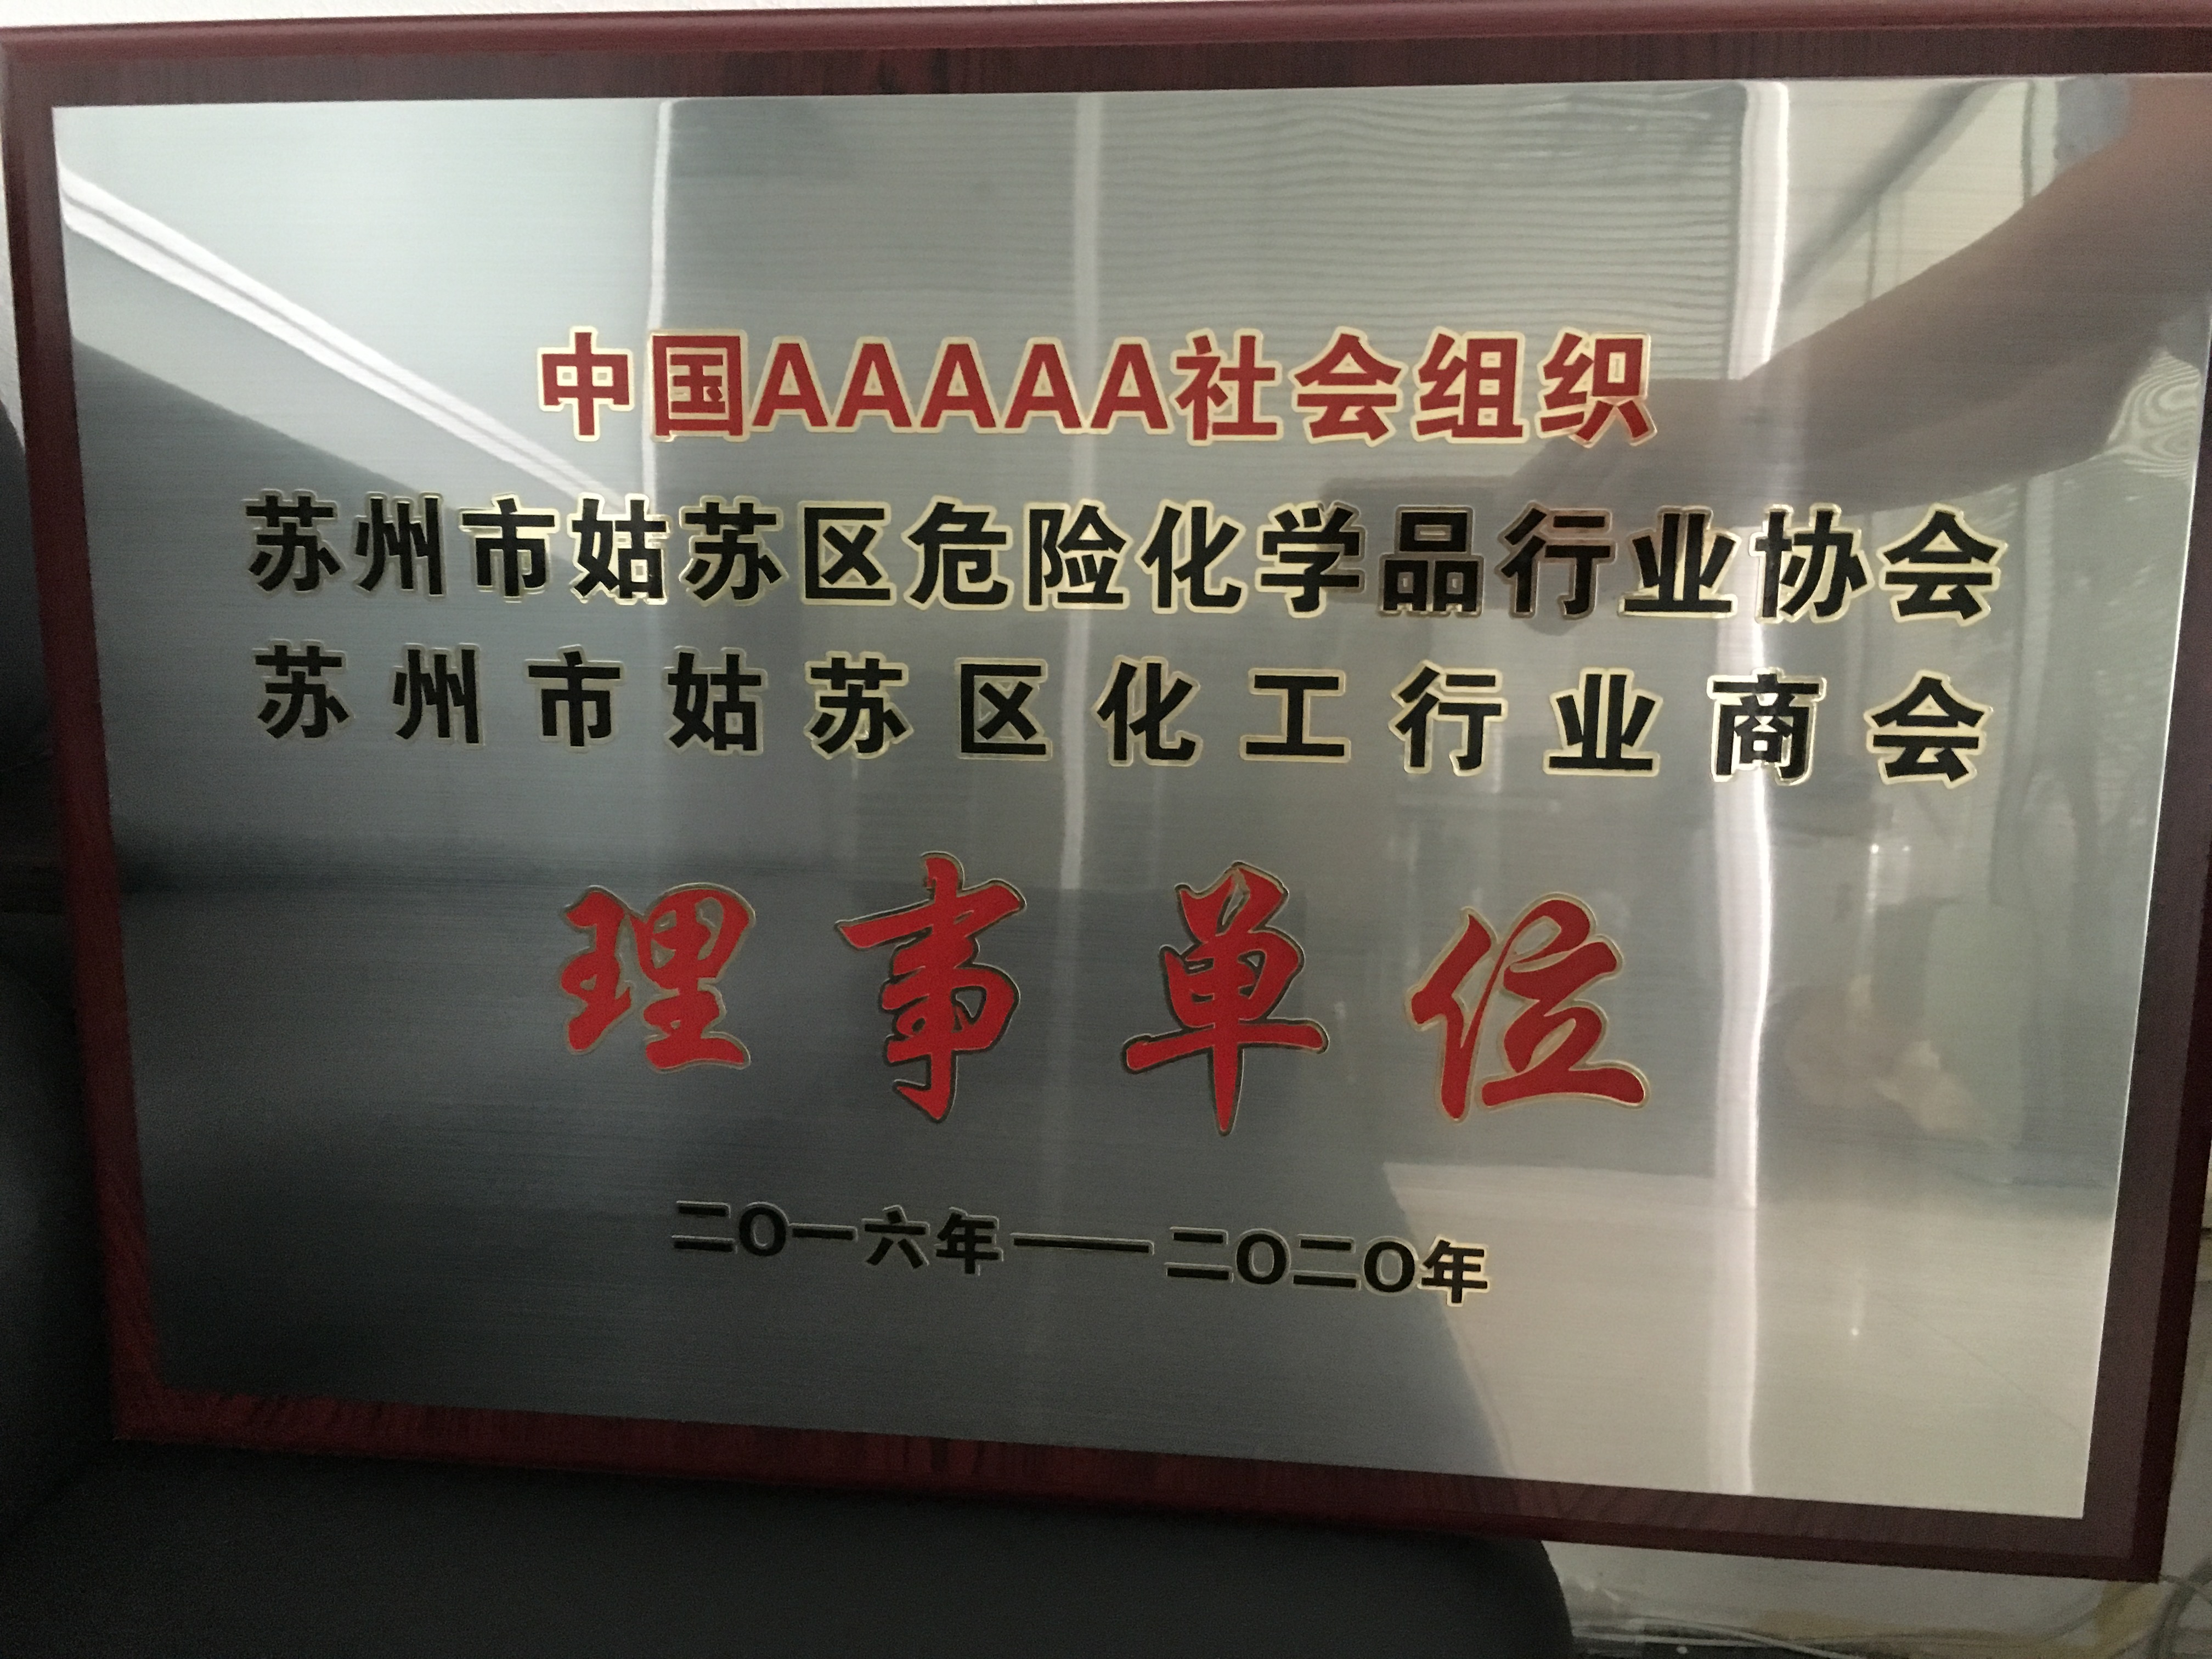 中国AAAAA社会组织
苏州市姑苏区危险化学品行业协会
苏州市姑苏区化工行业商会
理事单位
二〇一六年——二〇二〇年